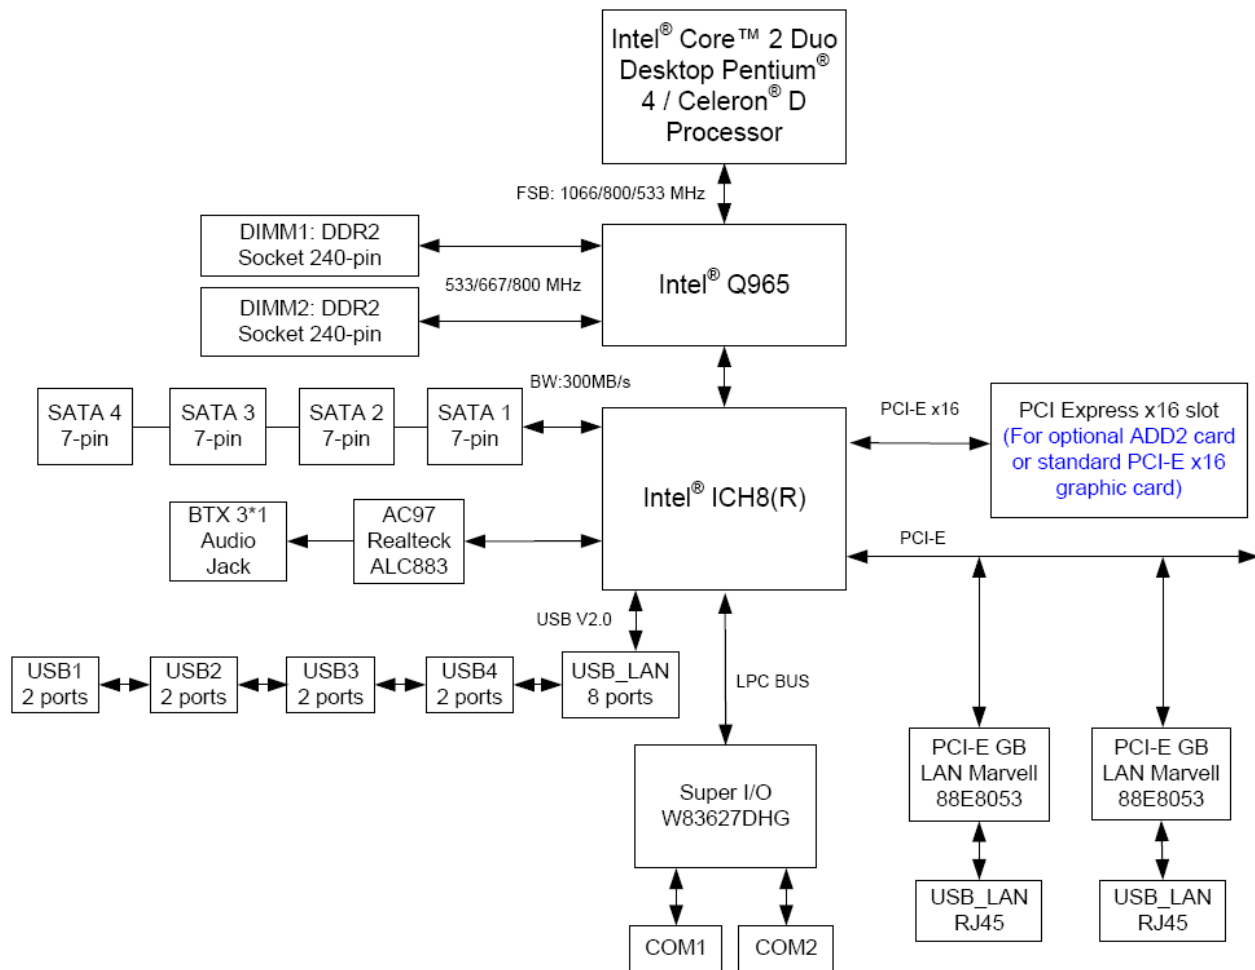 Intel® Core™ 2 Duo
Desktop Pentium®
4 / Celeron® D
Processor
FSB: 1066/800/533 MHz
DIMM1: DDR2
Socket 240-pin
533/667/800 MHz
DIMM2: DDR2
Socket 240-pin
Intel® Q965
BW:300MB/s
SATA 4
7-pin
SATA 3
7-pin
SATA 2
7-pin
SATA 1
7-pin
Intel® ICH8(R)
PCI-E x16
PCI Express x16 slot
(For optional ADD2 card
or standard PCI-E x16
graphic card)
BTX 3*1
Audio
Jack
AC97
Realteck
ALC883
PCI-E
USB V2.0
USB1
2 ports
USB2
2 ports
USB3
2 ports
USB4
2 ports
USB_LAN
8 ports
LPC BUS
Super I/O
W83627DHG
PCI-E GB
LAN Marvell
88E8053
PCI-E GB
LAN Marvell
88E8053
USB_LAN
RJ45
USB_LAN
RJ45
COM1
COM2